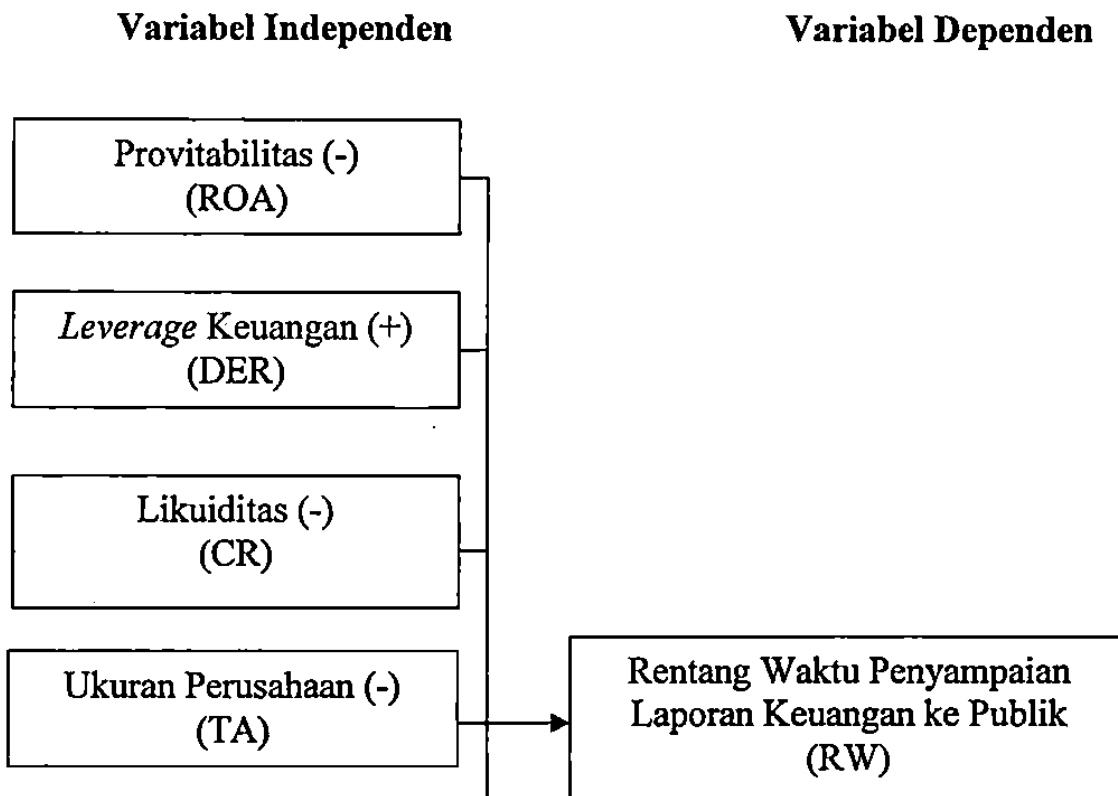 Variabel Independen
Variabel Dependen
Provitabilitas (-)
(ROA)
Leverage Keuangan (+)
(DER)
Likuiditas (-)
(CR)
Ukuran Perusahaan (-)
(TA)
Rentang Waktu Penyampaian
Laporan Keuangan ke Publik
(RW)